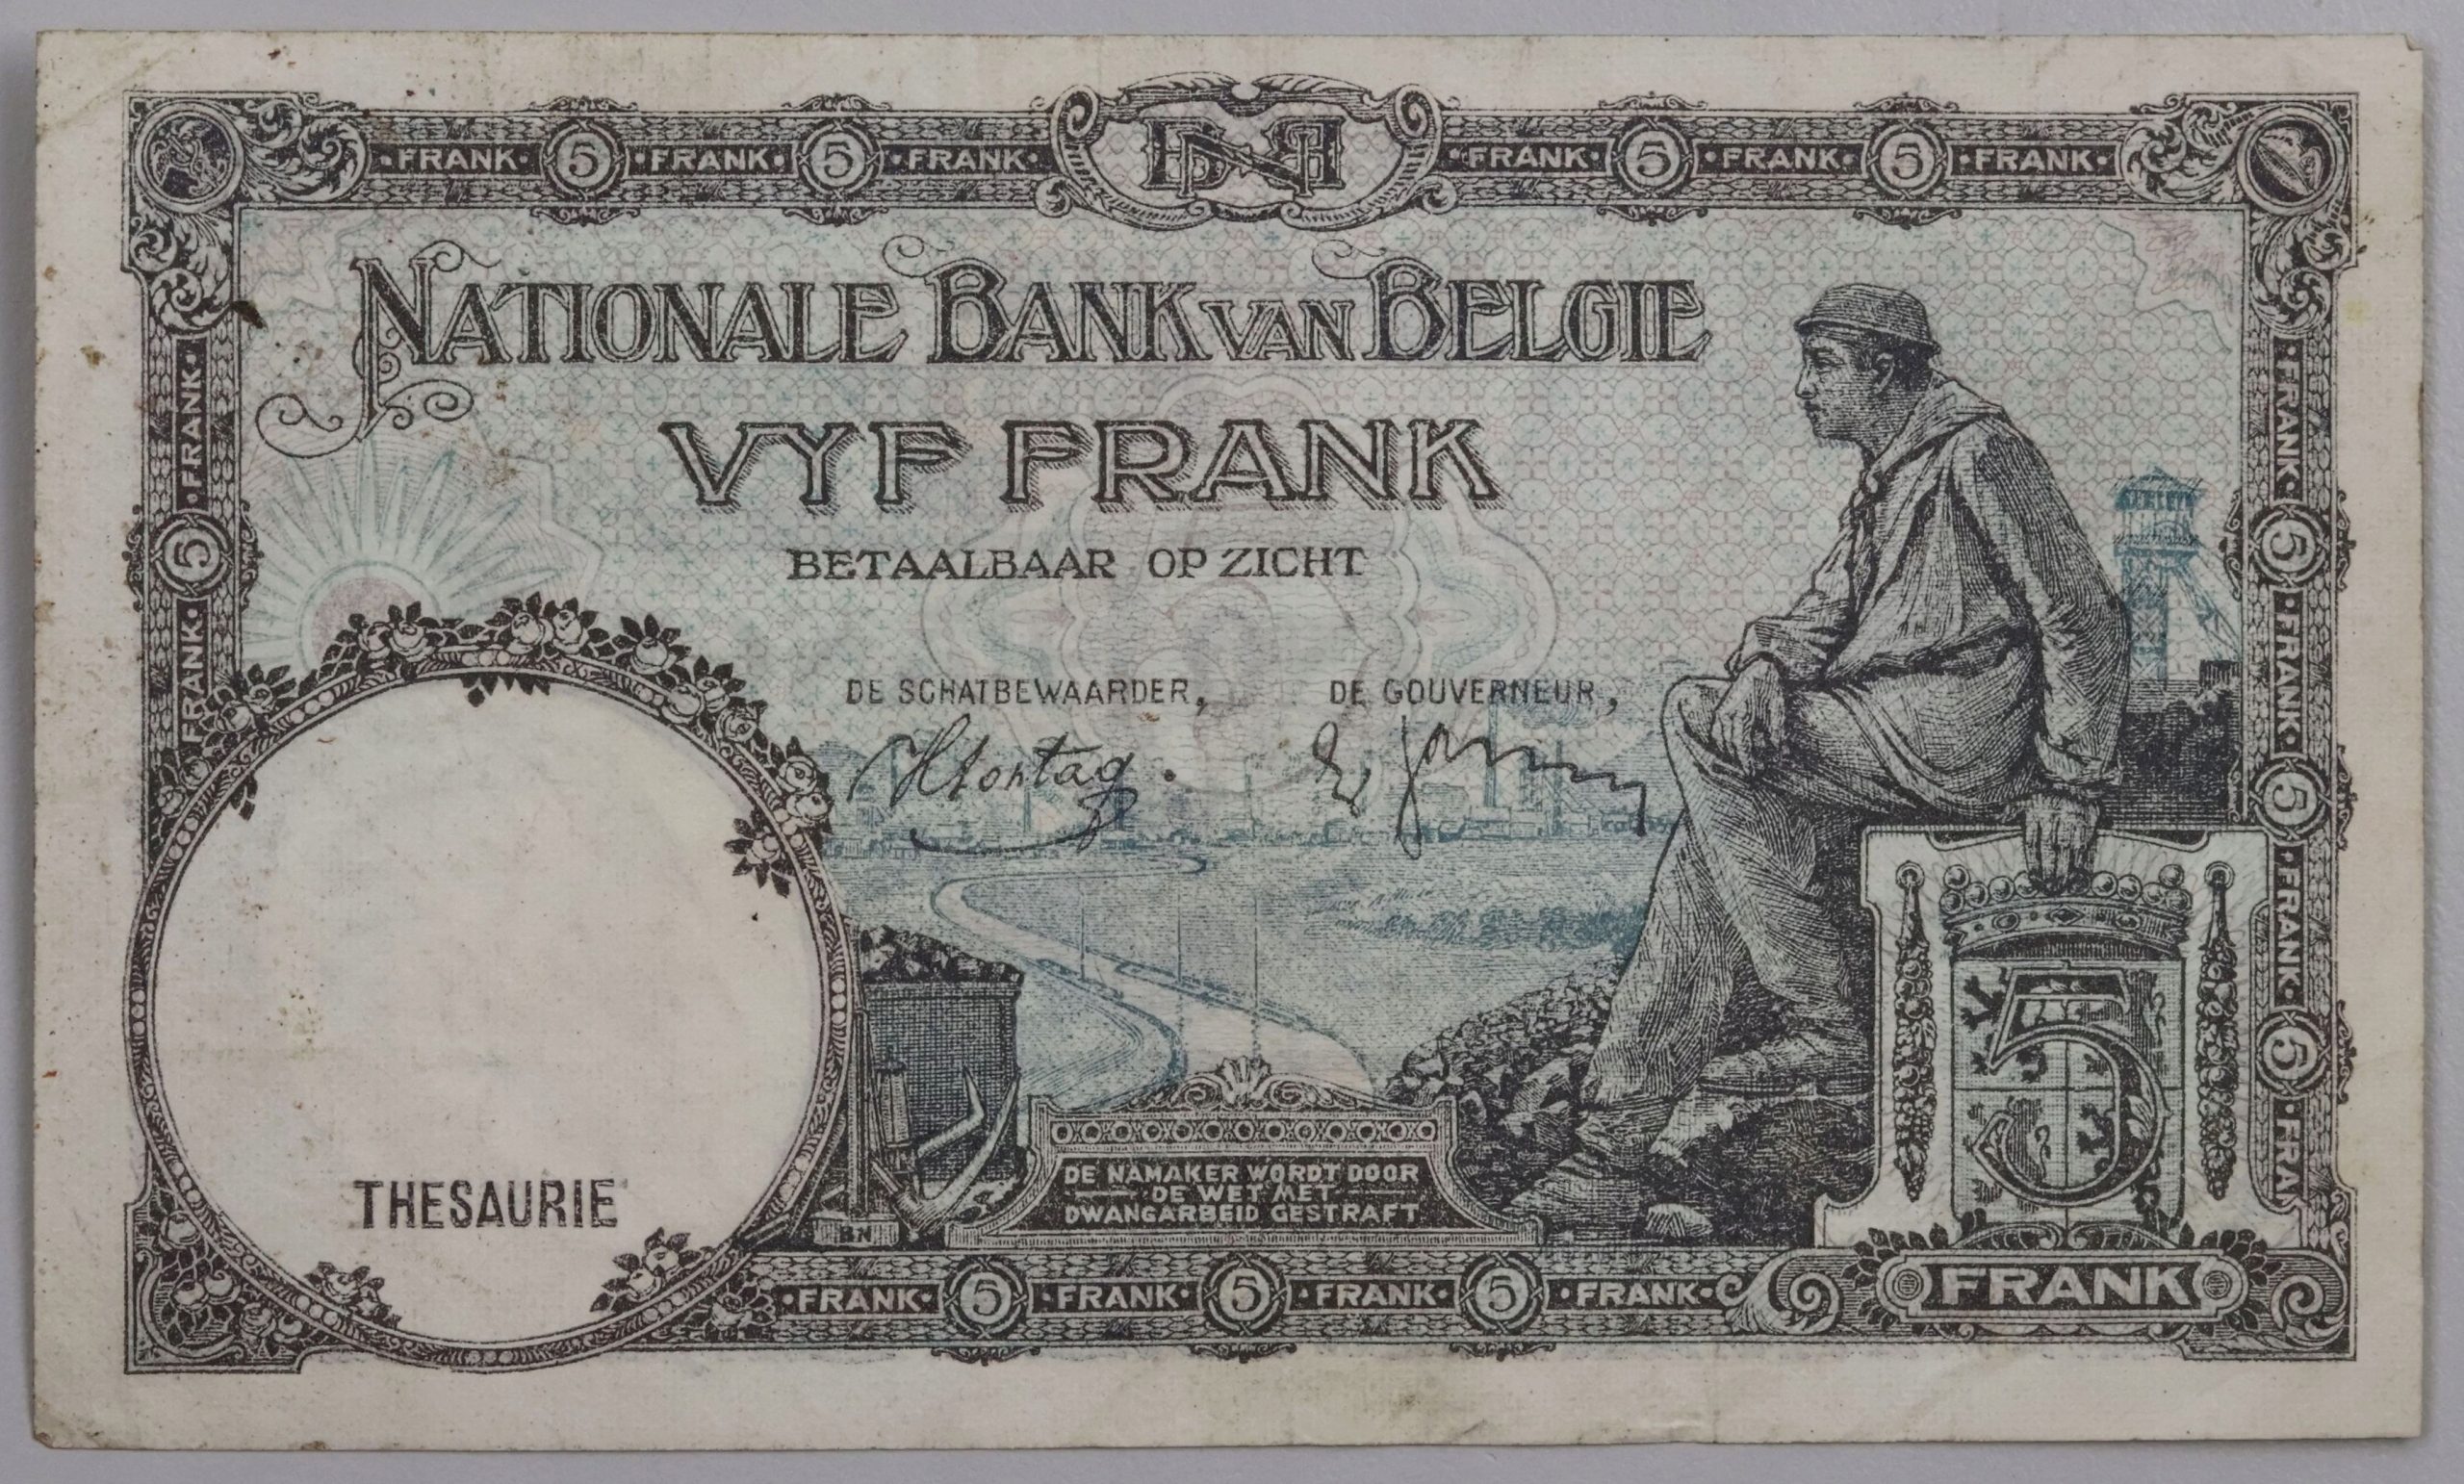 ·FRANK· 5 ·FRANK· 5 ·FRANK· BNB ·FRANK· 5 ·FRANK· 5 ·FRANK·
NATIONALE BANK VAN BELGIE
VYF FRANK
BETAALBAAR OP ZICHT
DE SCHATBEWAARDER, DE GOUVERNEUR,
HSontag.
THESAURIE
DE NAMAKER WORDT DOOR
DE WET MET
DWANGARBEID GESTRAFT
BN
5
FRANK
·FRANK· 5 ·FRANK· 5 ·FRANK· 5 ·FRANK·
·FRANK· 5 ·FRANK·
·FRANK· 5 ·FRANK· 5 ·FRANK· 5 ·FRA